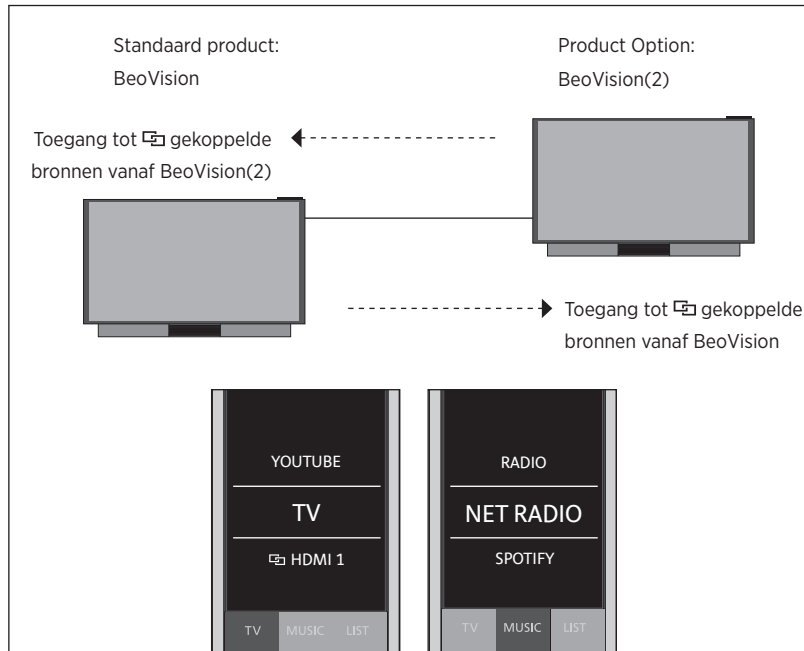 Standaard product:
BeoVision
Product Option:
BeoVision(2)
Toegang tot gekoppelde
bronnen vanaf BeoVision(2)
Toegang tot gekoppelde
bronnen vanaf BeoVision
YOUTUBE
TV
HDMI 1
TV MUSIC LIST
RADIO
NET RADIO
SPOTIFY
TV MUSIC LIST